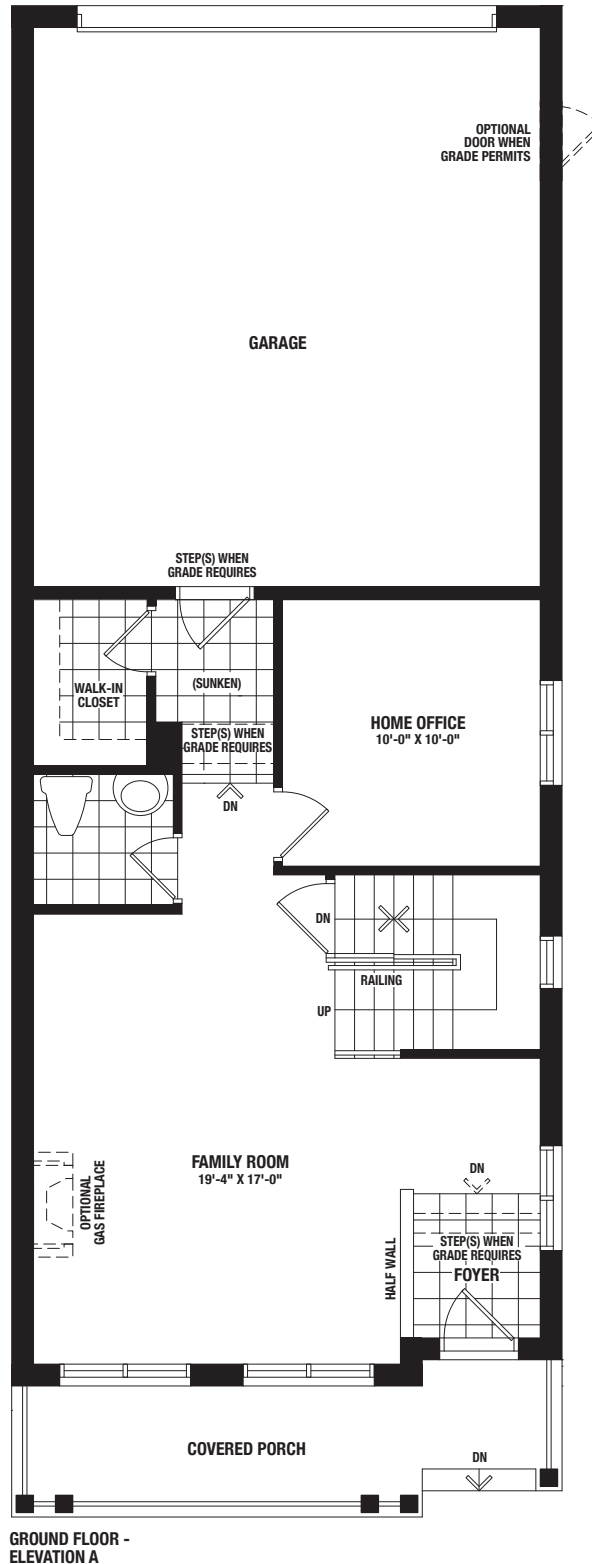 OPTIONAL
DOOR WHEN
GRADE PERMITS
GARAGE
STEP(S) WHEN
GRADE REQUIRES
WALK-IN
CLOSET
(SUNKEN)
STEP(S) WHEN
GRADE REQUIRES
DN
HOME OFFICE
10'-0" X 10'-0"
DN
RAILING
UP
FAMILY ROOM
19'-4" X 17'-0"
OPTIONAL
GAS FIREPLACE
DN
STEP(S) WHEN
GRADE REQUIRES
FOYER
HALF WALL
COVERED PORCH
DN
GROUND FLOOR -
ELEVATION A